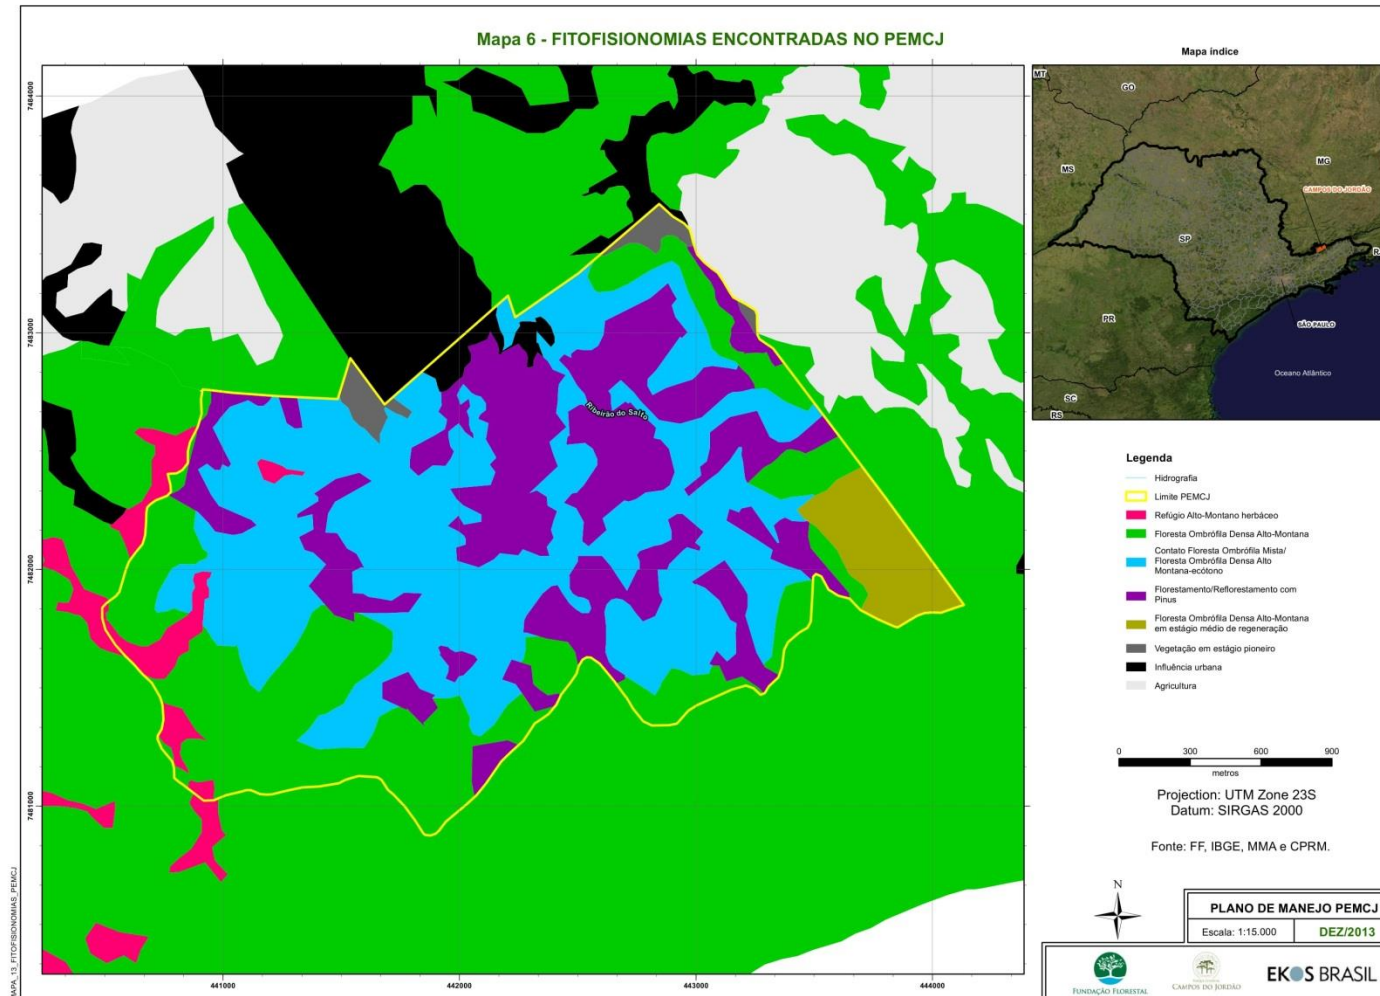 Mapa 6 - FITOFISIONOMIAS ENCONTRADAS NO PEMCJ
Mapa índice
MT
GO
MS
MG
CAMPOS DO JORDÃO
SP
PR
SÃO PAULO
Oceano Atlântico
SC
RS
7484000
7483000
7482000
7481000
441000
442000
443000
444000
Ribeirão do Salto
Legenda
Hidrografia
Limite PEMCJ
Refúgio Alto-Montano herbáceo
Floresta Ombrófila Densa Alto-Montana
Contato Floresta Ombrófila Mista/
Floresta Ombrófila Densa Alto
Montana-ecótono
Florestamento/Reflorestamento com
Pinus
Floresta Ombrófila Densa Alto-Montana
em estágio médio de regeneração
Vegetação em estágio pioneiro
Influência urbana
Agricultura
0 300 600 900
metros
Projection: UTM Zone 23S
Datum: SIRGAS 2000
Fonte: FF, IBGE, MMA e CPRM.
N
PLANO DE MANEJO PEMCJ
Escala: 1:15.000
DEZ/2013
FUNDAÇÃO FLORESTAL
CAMPOS DO JORDÃO
EKOS BRASIL
MAPA_13_FITOFISIONOMIAS_PEMCJ